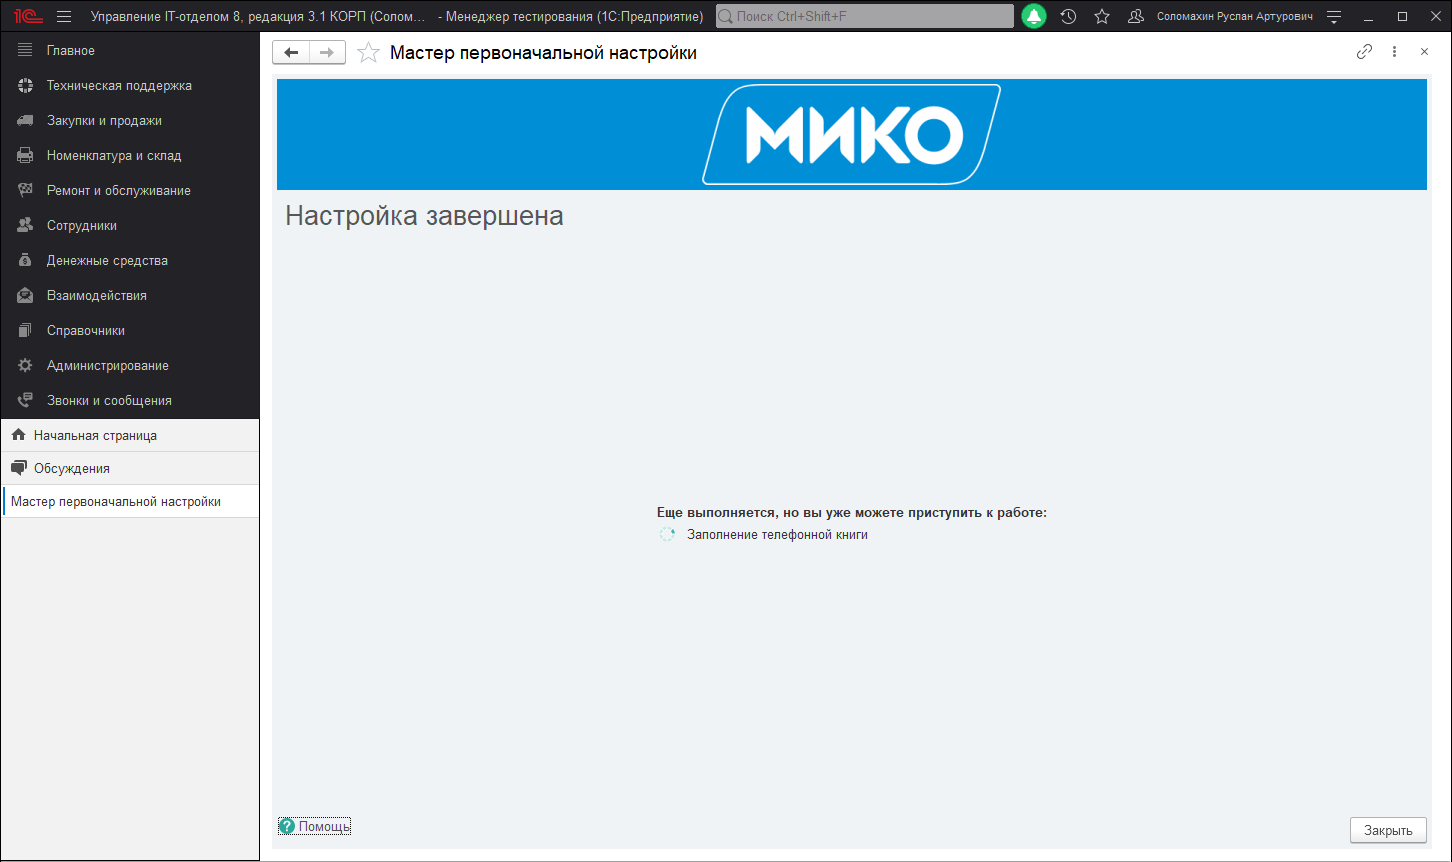 1С Управление IT-отделом 8, редакция 3.1 КОРП (Солом... - Менеджер тестирования (1С:Предприятие) Поиск Ctrl+Shift+F Соломахин Руслан Артурович
Главное
Техническая поддержка
Закупки и продажи
Номенклатура и склад
Ремонт и обслуживание
Сотрудники
Денежные средства
Взаимодействия
Справочники
Администрирование
Звонки и сообщения
Начальная страница
Обсуждения
Мастер первоначальной настройки
Мастер первоначальной настройки
МИКО
Настройка завершена
Еще выполняется, но вы уже можете приступить к работе:
Заполнение телефонной книги
? Помощь
Закрыть